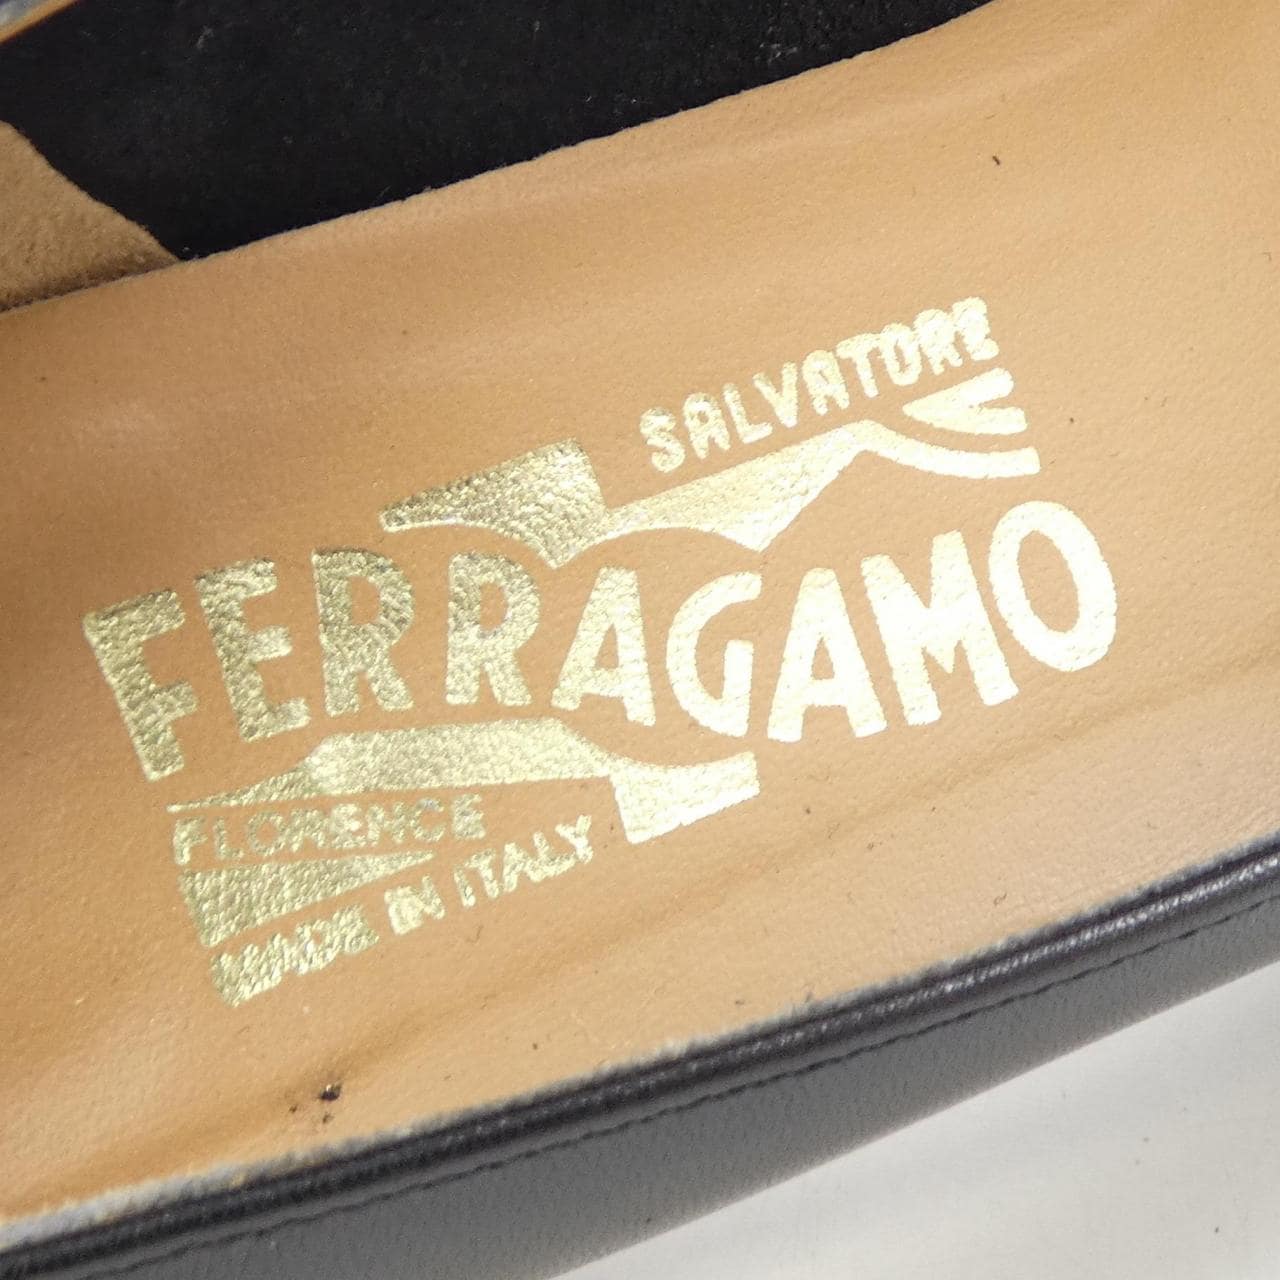 SALVATORE
FERRAGAMO
FLORENCE
MADE IN ITALY